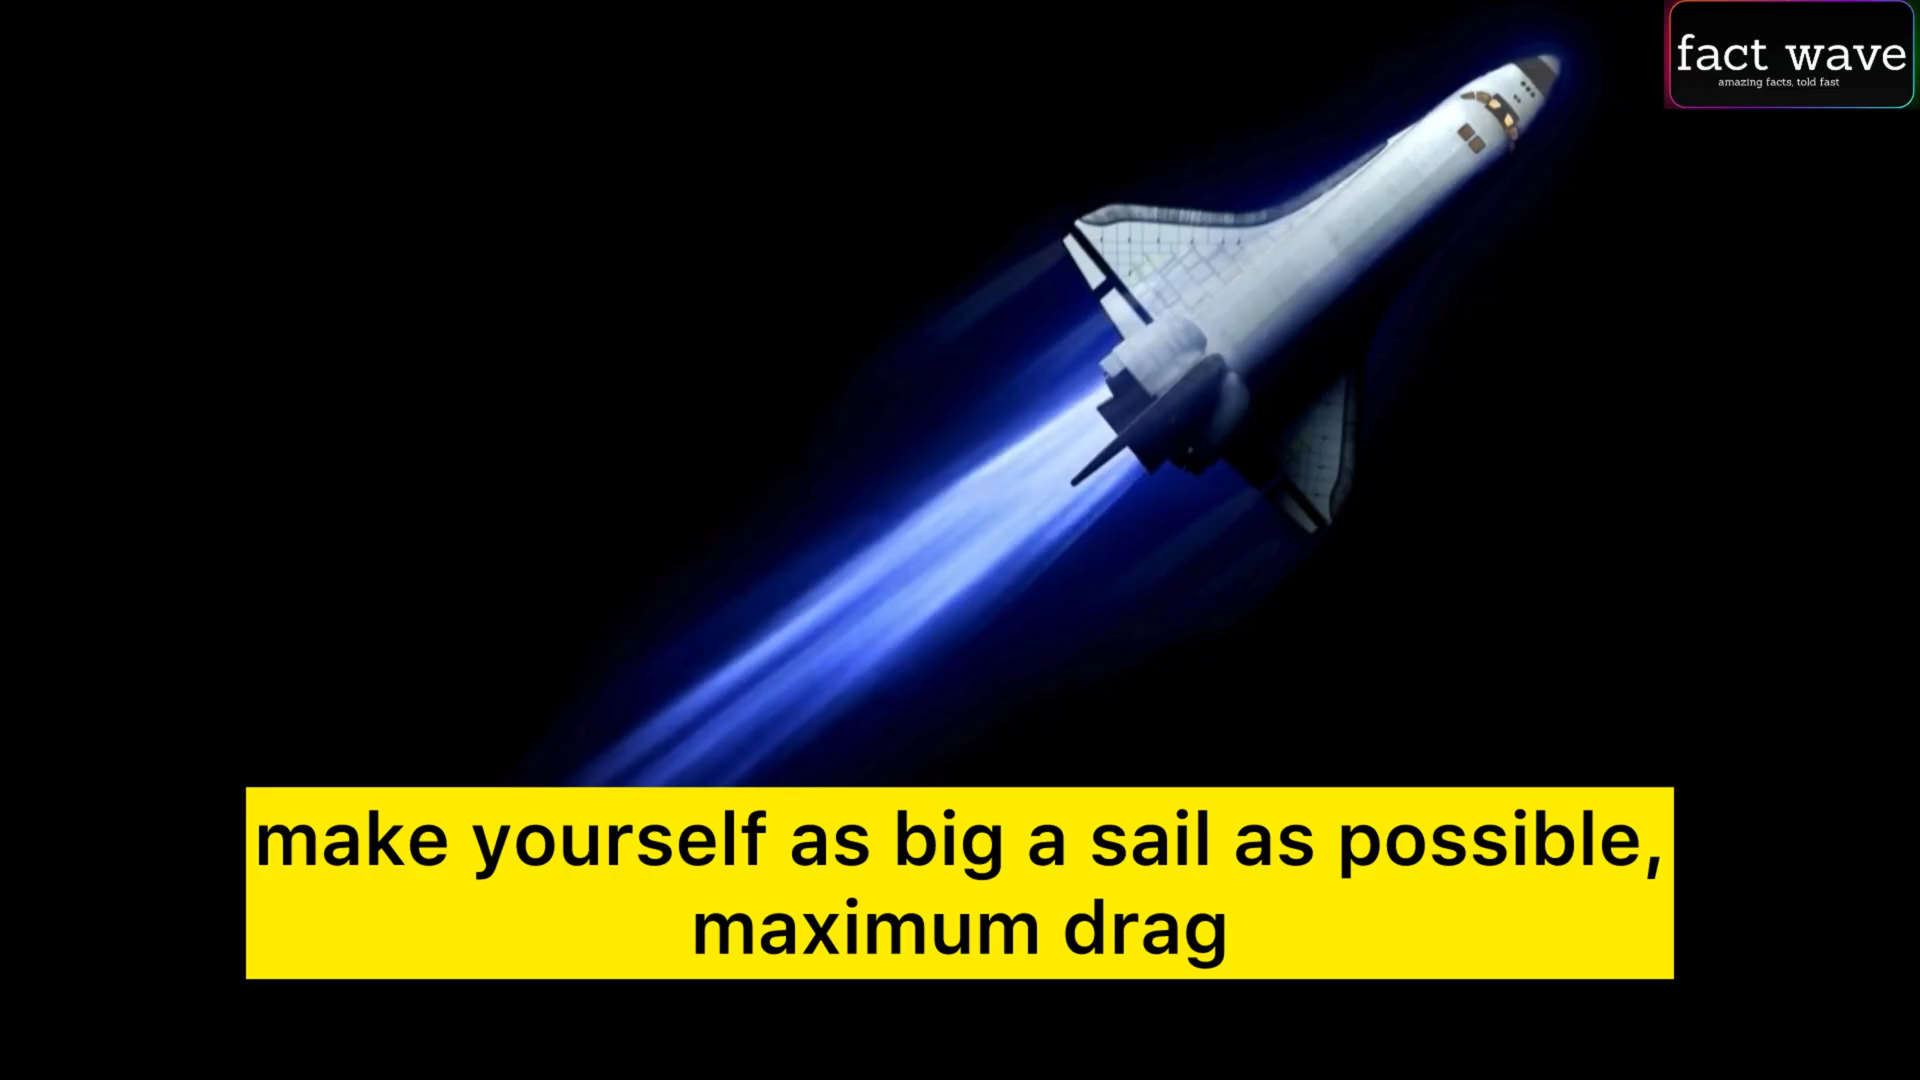 fact wave
amazing facts, told fast
make yourself as big a sail as possible,
maximum drag